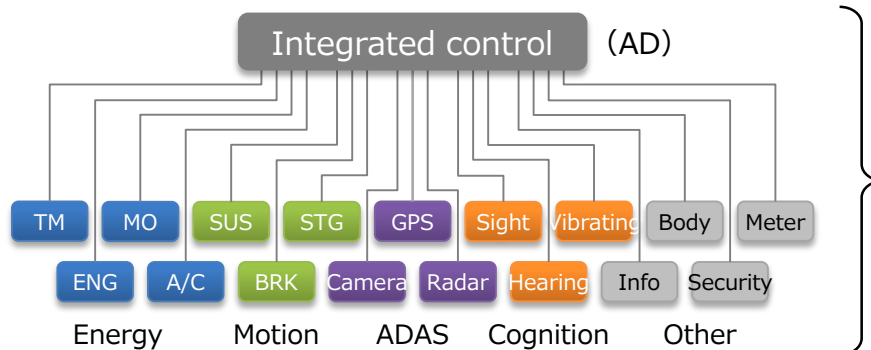 Integrated control (AD)
TM MO SUS STG GPS Sight Vibrating Body Meter
ENG A/C BRK Camera Radar Hearing Info Security
Energy Motion ADAS Cognition Other